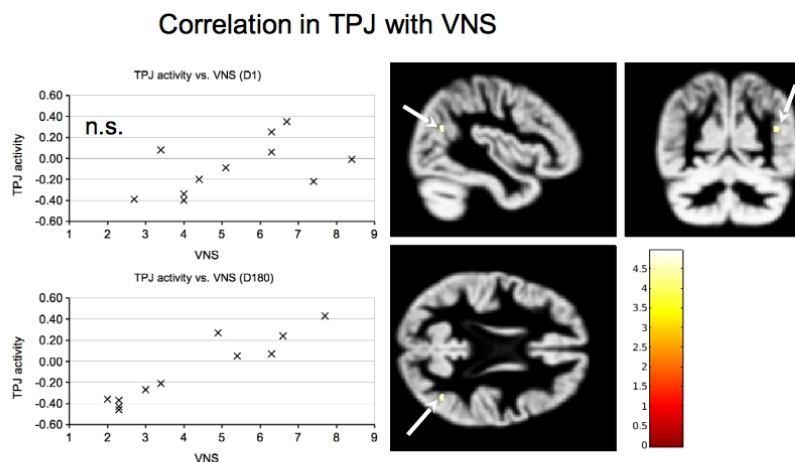 Correlation in TPJ with VNS
TPJ activity vs. VNS (D1)
TPJ activity
0.60
0.40
0.20
0.00
-0.20
-0.40
-0.60
n.s.
1 2 3 4 5 6 7 8 9
VNS
TPJ activity vs. VNS (D180)
TPJ activity
0.60
0.40
0.20
0.00
-0.20
-0.40
-0.60
1 2 3 4 5 6 7 8 9
VNS
4.5
4
3.5
3
2.5
2
1.5
1
0.5
0